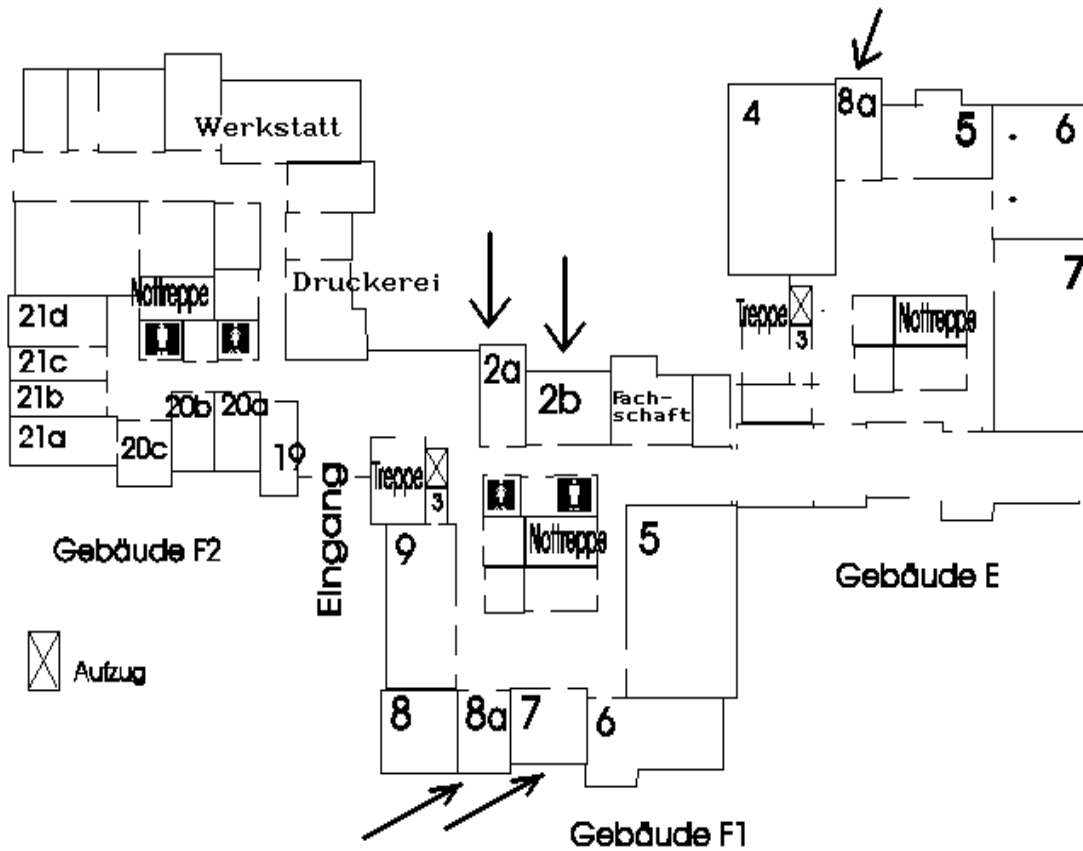 4
8a
5
6
Werkstatt
7
Druckerei
Nottreppe
21d
Treppe
3
Nottreppe
21c
21b
21a
20c
20b
20a
19
2a
2b
Fach-
schaft
Eingang
Treppe
3
Nottreppe
9
5
Gebäude F2
Gebäude E
Aufzug
8
8a
7
6
Gebäude F1